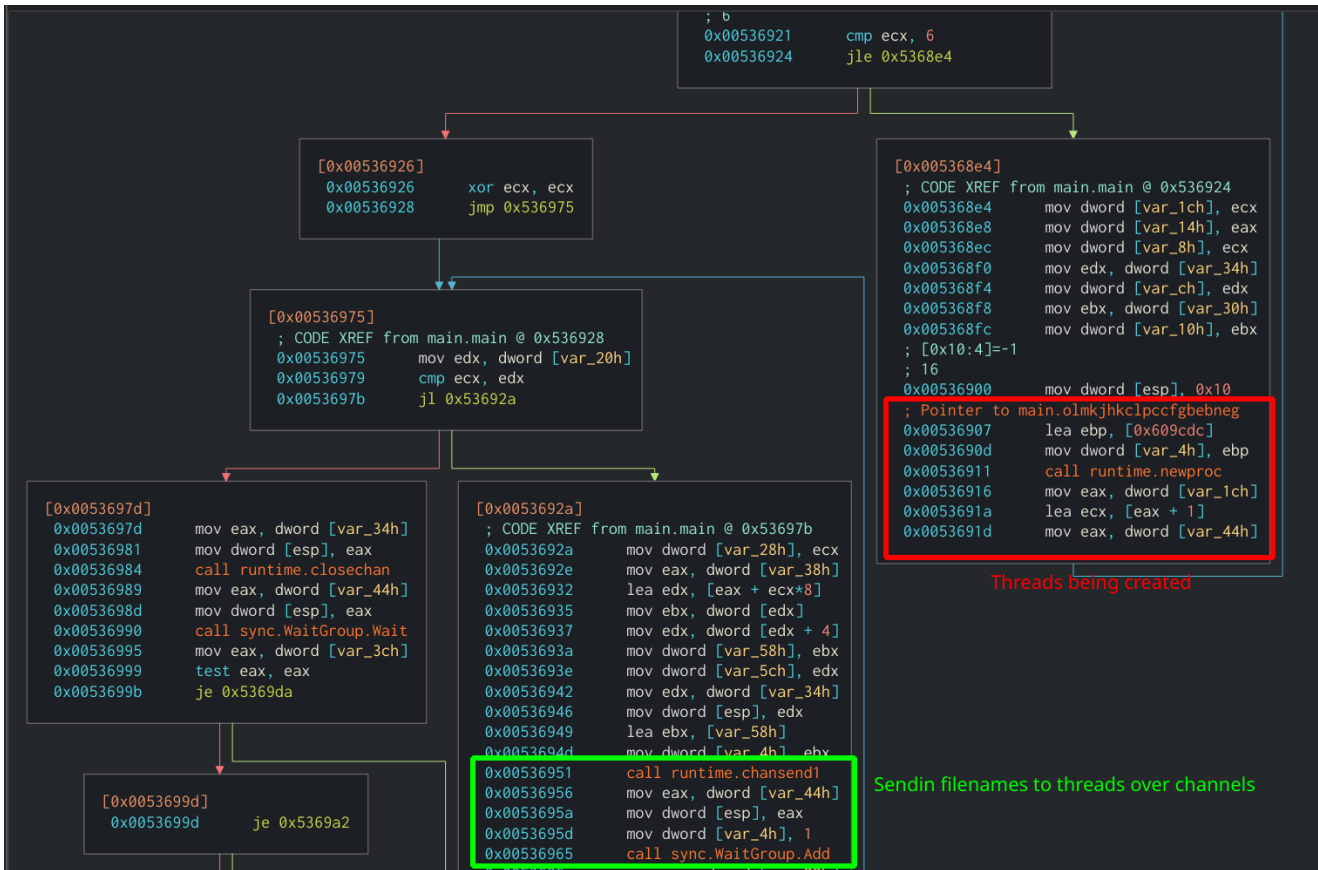 ; 6
0x00536921 cmp ecx, 6
0x00536924 jle 0x5368e4
[0x00536926]
0x00536926 xor ecx, ecx
0x00536928 jmp 0x536975
[0x005368e4]
; CODE XREF from main.main @ 0x536924
0x005368e4 mov dword [var_1ch], ecx
0x005368e8 mov dword [var_14h], eax
0x005368ec mov dword [var_8h], ecx
0x005368f0 mov edx, dword [var_34h]
0x005368f4 mov dword [var_ch], edx
0x005368f8 mov ebx, dword [var_30h]
0x005368fc mov dword [var_10h], ebx
; [0x10:4]=-1
; 16
0x00536900 mov dword [esp], 0x10
; Pointer to main.olmkjhkclpccfgbebneg
0x00536907 lea ebp, [0x609cdc]
0x0053690d mov dword [var_4h], ebp
0x00536911 call runtime.newproc
0x00536916 mov eax, dword [var_1ch]
0x0053691a lea ecx, [eax + 1]
0x0053691d mov eax, dword [var_44h]
Threads being created
[0x00536975]
; CODE XREF from main.main @ 0x536928
0x00536975 mov edx, dword [var_20h]
0x00536979 cmp ecx, edx
0x0053697b jl 0x53692a
[0x0053697d]
0x0053697d mov eax, dword [var_34h]
0x00536981 mov dword [esp], eax
0x00536984 call runtime.closechan
0x00536989 mov eax, dword [var_44h]
0x0053698d mov dword [esp], eax
0x00536990 call sync.WaitGroup.Wait
0x00536995 mov eax, dword [var_3ch]
0x00536999 test eax, eax
0x0053699b je 0x5369da
[0x0053692a]
; CODE XREF from main.main @ 0x53697b
0x0053692a mov dword [var_28h], ecx
0x0053692e mov eax, dword [var_38h]
0x00536932 lea edx, [eax + ecx*8]
0x00536935 mov ebx, dword [edx]
0x00536937 mov edx, dword [edx + 4]
0x0053693a mov dword [var_58h], ebx
0x0053693e mov dword [var_5ch], edx
0x00536942 mov edx, dword [var_34h]
0x00536946 mov dword [esp], edx
0x00536949 lea ebx, [var_58h]
0x0053694d mov dword [var_4h], ebx
0x00536951 call runtime.chansend1
0x00536956 mov eax, dword [var_44h]
0x0053695a mov dword [esp], eax
0x0053695d mov dword [var_4h], 1
0x00536965 call sync.WaitGroup.Add
Sendin filenames to threads over channels
[0x0053699d]
0x0053699d je 0x5369a2